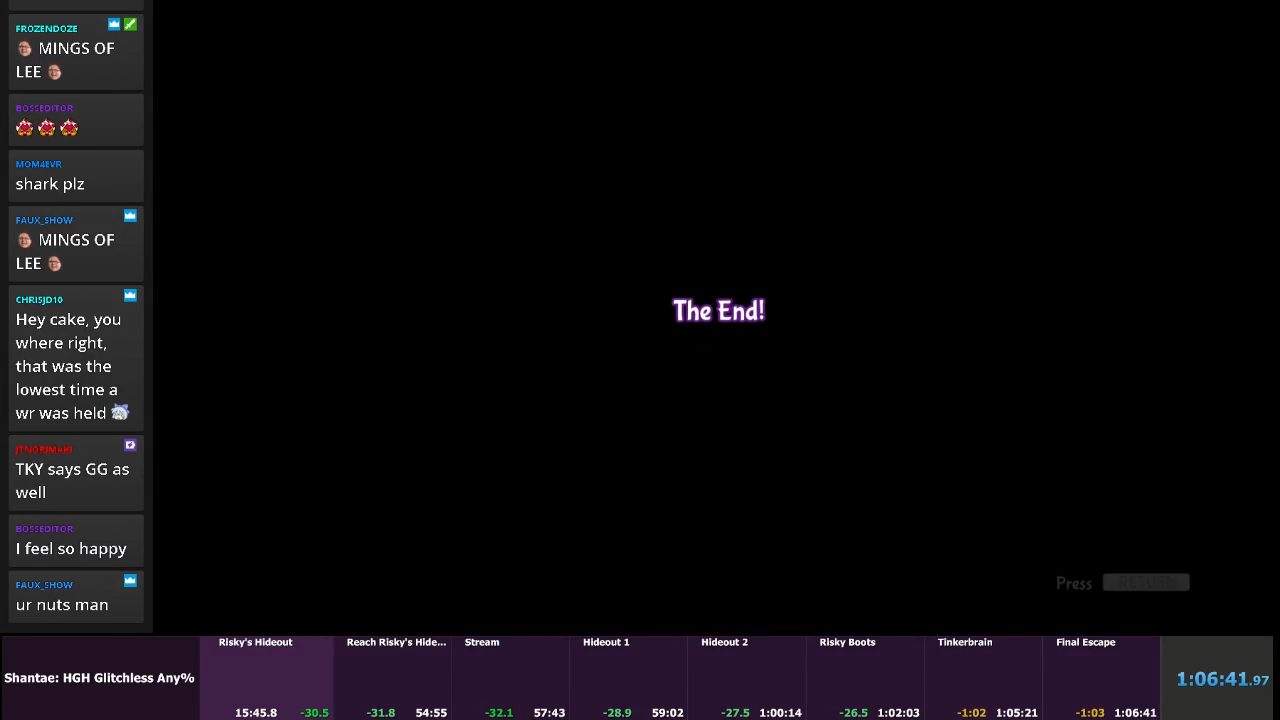 FR0ZENDOZE
MINGS OF
LEE
BOSSEDITOR
MOM4EVR
shark plz
FAUX_SHOW
MINGS OF
LEE
CHRISJD10
Hey cake, you
where right,
that was the
lowest time a
wr was held
JTNORIMAKI
TKY says GG as
well
BOSSEDITOR
I feel so happy
FAUX_SHOW
ur nuts man
The End!
Press RETURN
Shantae: HGH Glitchless Any%
Risky's Hideout
15:45.8 -30.5
Reach Risky's Hide...
-31.8 54:55
Stream
-32.1 57:43
Hideout 1
-28.9 59:02
Hideout 2
-27.5 1:00:14
Risky Boots
-26.5 1:02:03
Tinkerbrain
-1:02 1:05:21
Final Escape
-1:03 1:06:41
1:06:41.97